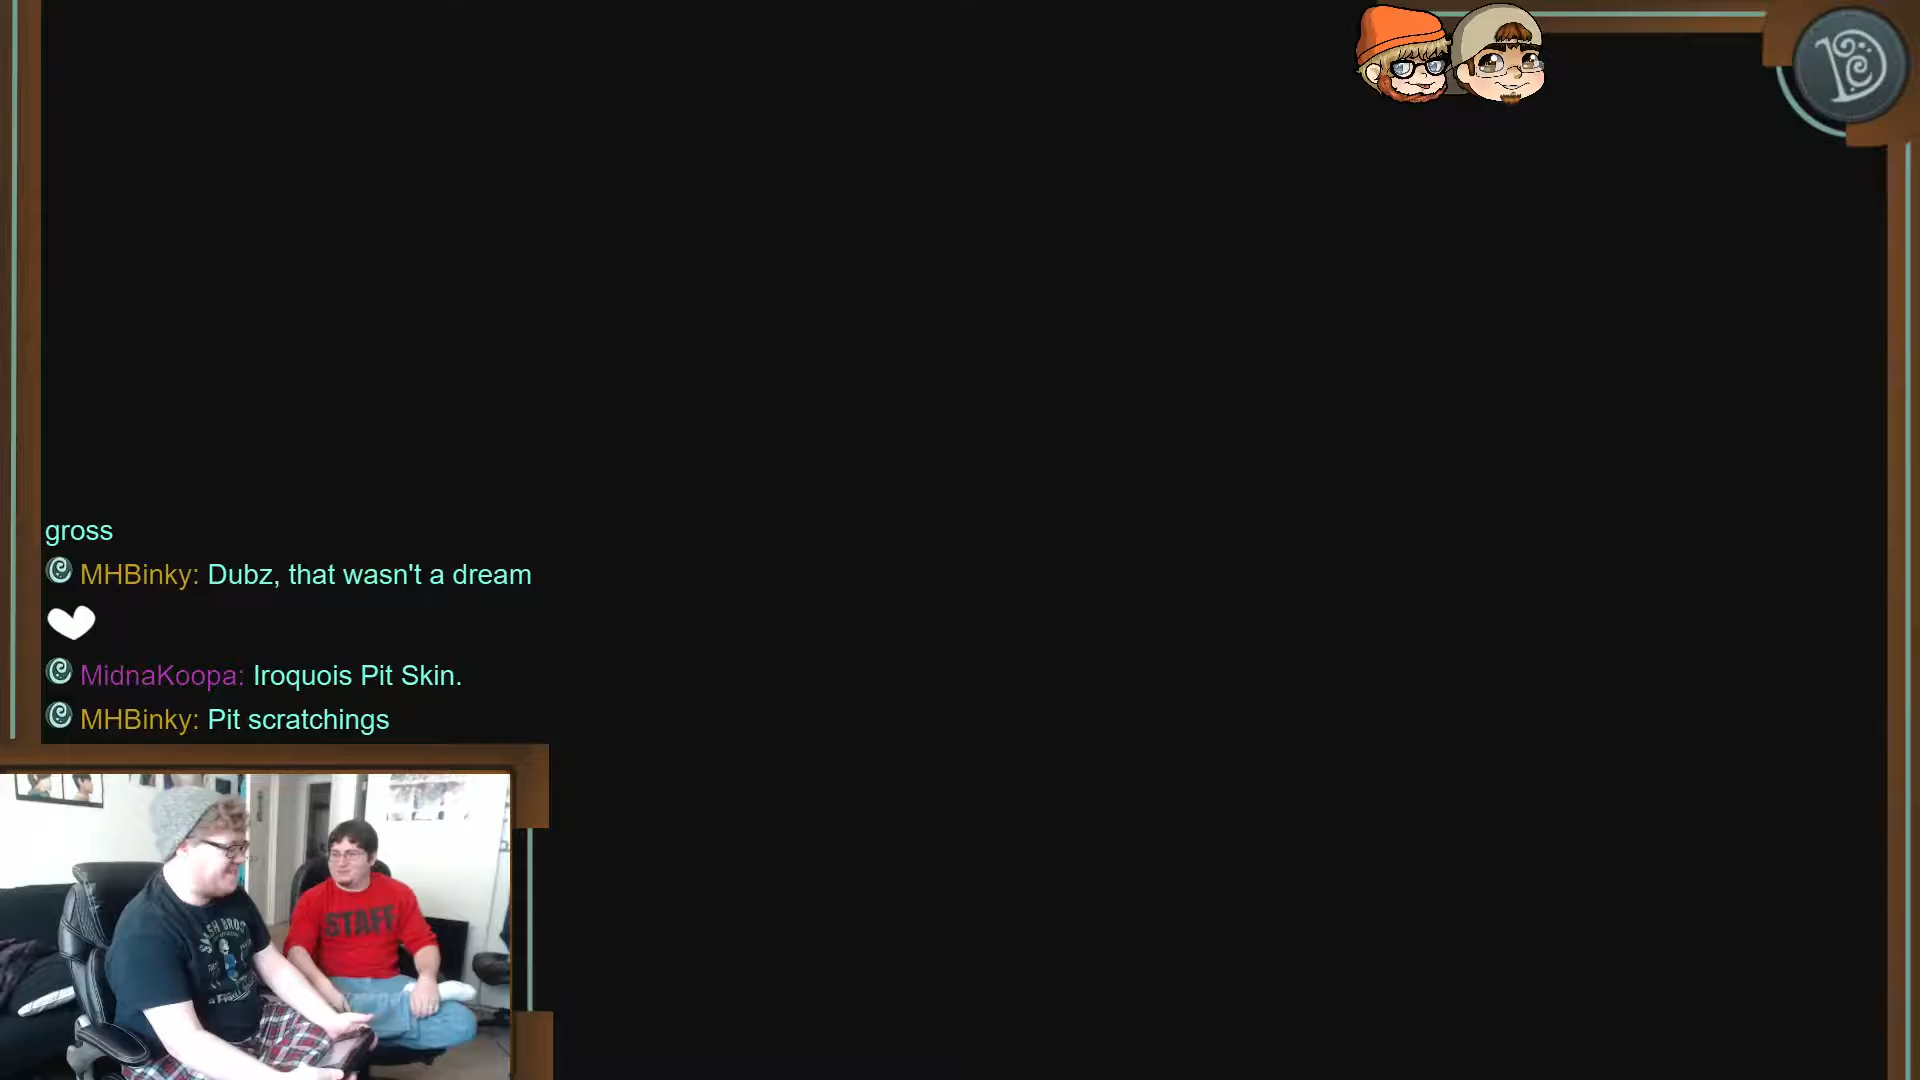 gross
MHBinky: Dubz, that wasn't a dream
MidnaKoopa: Iroquois Pit Skin.
MHBinky: Pit scratchings
STAFF